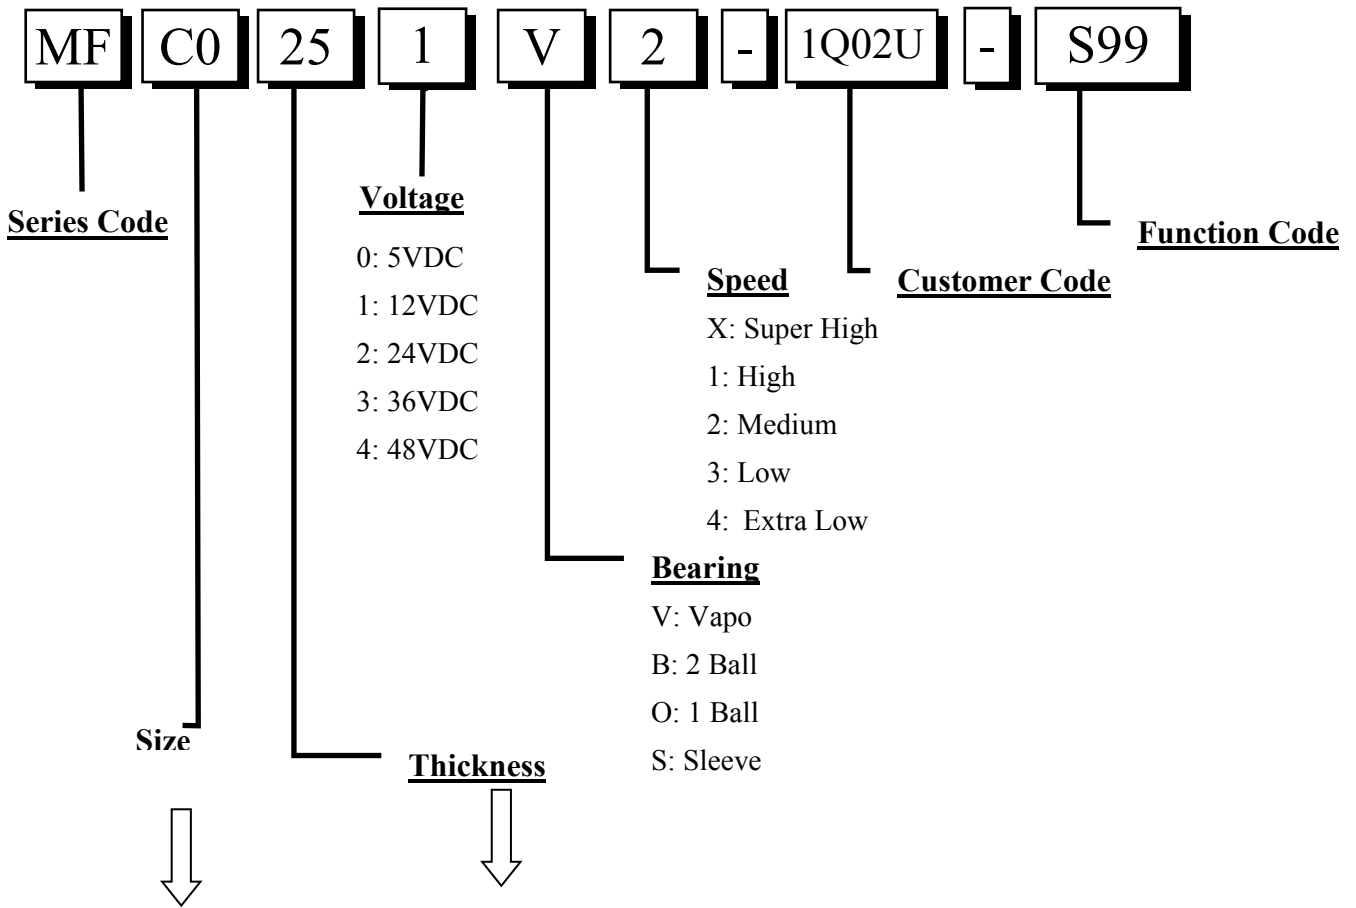 MF C0 25 1 V 2 - 1Q02U - S99
Series Code
Voltage
0: 5VDC
1: 12VDC
2: 24VDC
3: 36VDC
4: 48VDC
Function Code
Speed
X: Super High
1: High
2: Medium
3: Low
4: Extra Low
Customer Code
Bearing
V: Vapo
B: 2 Ball
O: 1 Ball
S: Sleeve
Size
Thickness